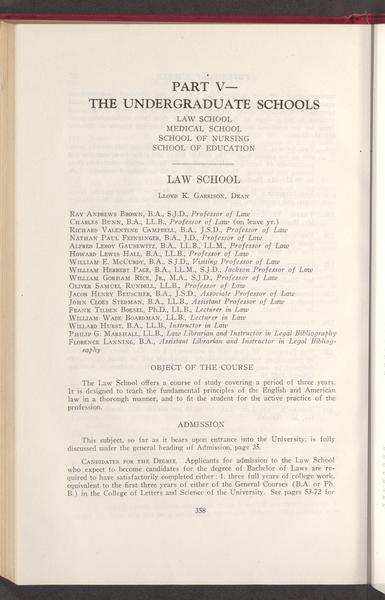 PART V—
THE UNDERGRADUATE SCHOOLS
LAW SCHOOL
MEDICAL SCHOOL
SCHOOL OF NURSING
SCHOOL OF EDUCATION
LAW SCHOOL
LLOYD K. GARRISON, DEAN
RAY ANDREWS BROWN, B.A., S.J.D., Professor of Law
CHARLES BUNN, B.A., LL.B., Professor of Law (on leave yr.)
RICHARD VALENTINE CAMPBELL, B.A., J.S.D., Professor of Law
NATHAN PAUL FEINSINGER, B.A., J.D., Professor of Law
ALFRED LEROY GAUSEWITZ, B.A., LL.B., LL.M., Professor of Law
HOWARD LEWIS HALL, B.A., LL.B., Professor of Law
WILLIAM E. MCCURDY, B.A., S.J.D., Visiting Professor of Law
WILLIAM HERBERT PAGE, B.A., LL.M., S.J.D., Jackson Professor of Law
WILLIAM GORHAM RICE, JR., M.A., S.J.D., Professor of Law
OLIVER SAMUEL RUNDELL, LL.B., Professor of Law
JACOB HENRY BEUSCHER, B.A., J.S.D., Associate Professor of Law
JOHN CLOES STEDMAN, B.A., LL.B., Assistant Professor of Law
FRANK TILDEN BOESEL, Ph.D., LL.B., Lecturer in Law
WILLIAM WADE BOARDMAN, LL.B., Lecturer in Law
WILLARD HURST, B.A., LL.B., Instructor in Law
PHILIP G. MARSHALL, LL.B., Law Librarian and Instructor in Legal Bibliography
FLORENCE LANNING, B.A., Assistant Librarian and Instructor in Legal Bibliog-
raphy
OBJECT OF THE COURSE
The Law School offers a course of study covering a period of three years.
It is designed to teach the fundamental principles of the English and American
law in a thorough manner, and to fit the student for the active practice of the
profession.
ADMISSION
This subject, so far as it bears upon entrance into the University, is fully
discussed under the general heading of Admission, page 35.
CANDIDATES FOR THE DEGREE. Applicants for admission to the Law School
who expect to become candidates for the degree of Bachelor of Laws are re-
quired to have satisfactorily completed either: 1. three full years of college work,
equivalent to the first three years of either of the General Courses (B.A. or Ph.
B.) in the College of Letters and Science of the University. See pages 53-72 for
358